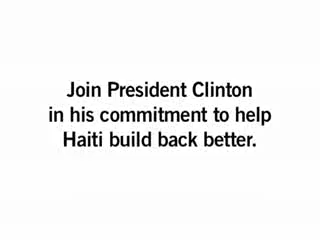 Join President Clinton
in his commitment to help
Haiti build back better.